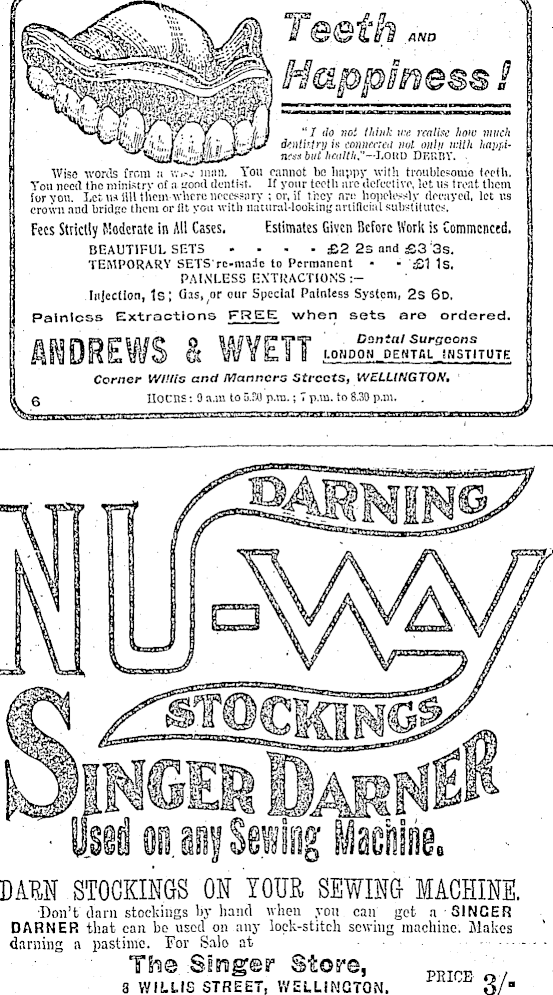 Teeth AND
Happiness!
"I do not think we realise how much
dentistry is connected not only with happi-
ness but health."—LORD DERBY.
Wise words from a wise man. You cannot be happy with troublesome teeth.
You need the ministry of a good dentist. If your teeth are defective, let us treat them
for you. Let us fill them where necessary; or, if they are hopelessly decayed, let us
crown and bridge them or fit you with natural-looking artificial substitutes.
Fees Strictly Moderate in All Cases. Estimates Given Before Work is Commenced.
BEAUTIFUL SETS - - - - £2 2s and £3 3s.
TEMPORARY SETS re-made to Permanent - - £1 1s.
PAINLESS EXTRACTIONS:—
Injection, 1s; Gas, or our Special Painless System, 2s 6D.
Painless Extractions FREE when sets are ordered.
ANDREWS & WYETT Dental Surgeons
LONDON DENTAL INSTITUTE
Corner Willis and Manners Streets, WELLINGTON.
6 HOURS: 9 a.m to 5.30 p.m.; 7 p.m. to 8.30 p.m.
DARNING
NU-WAY
STOCKINGS
SINGER DARNER
Used on any Sewing Machine.
DARN STOCKINGS ON YOUR SEWING MACHINE.
Don't darn stockings by hand when you can get a SINGER
DARNER that can be used on any lock-stitch sewing machine. Makes
darning a pastime. For Sale at
The Singer Store,
8 WILLIS STREET, WELLINGTON. PRICE 3/-